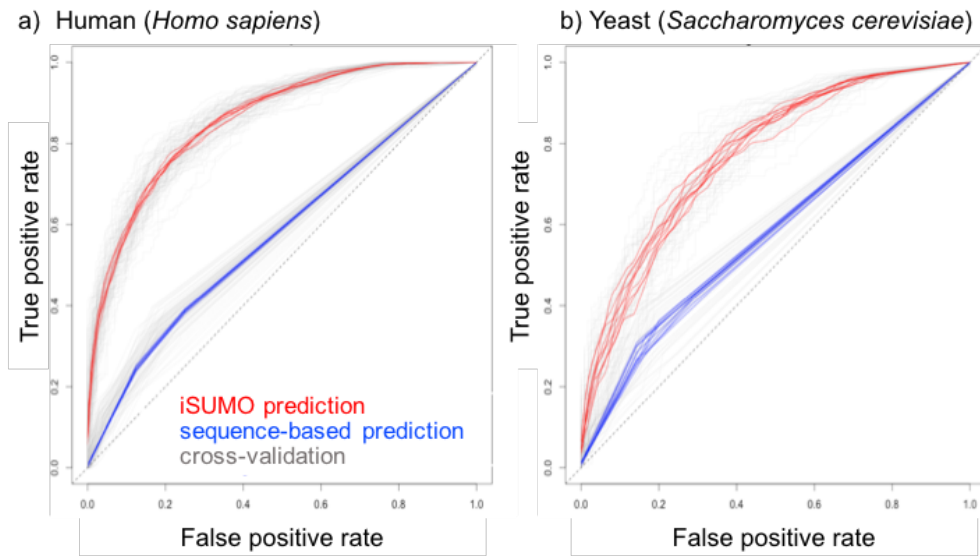 a) Human (Homo sapiens)
b) Yeast (Saccharomyces cerevisiae)
True positive rate
1.0
0.8
0.6
0.4
0.2
0.0
iSUMO prediction
sequence-based prediction
cross-validation
0.0 0.2 0.4 0.6 0.8 1.0
False positive rate
True positive rate
1.0
0.8
0.6
0.4
0.2
0.0
0.0 0.2 0.4 0.6 0.8 1.0
False positive rate